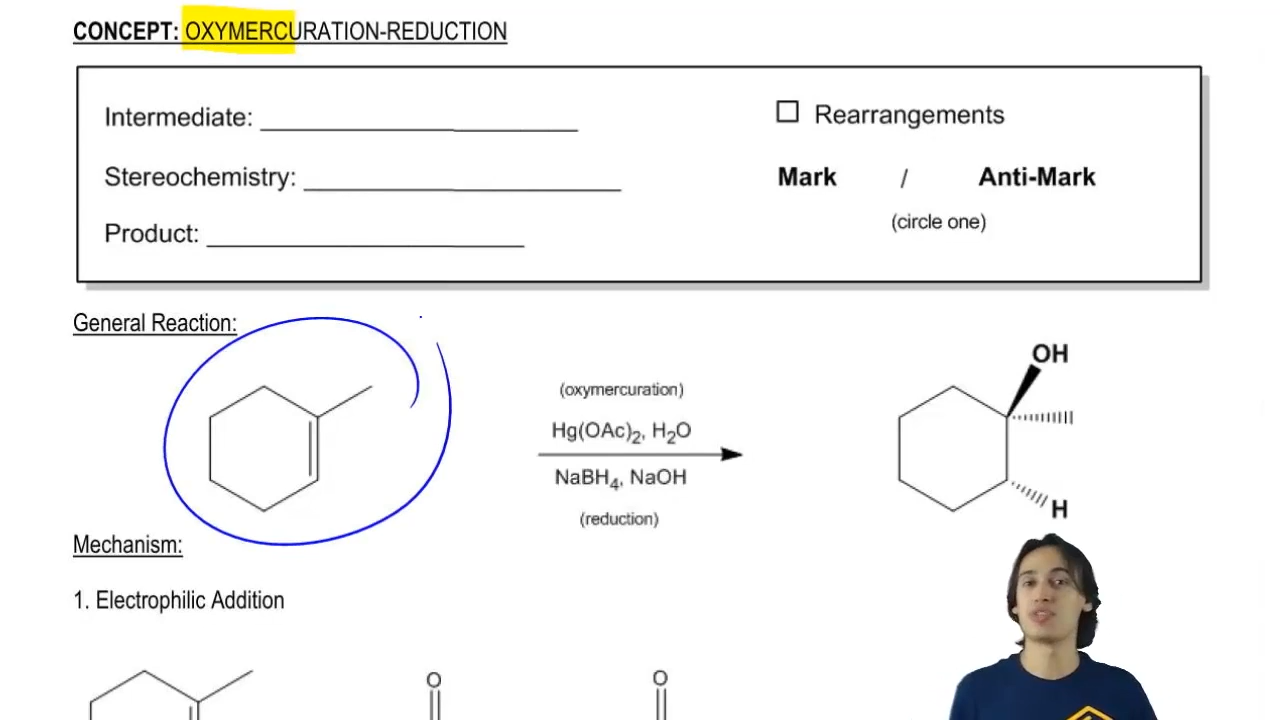 CONCEPT: OXYMERCURATION-REDUCTION
Intermediate:
Rearrangements
Stereochemistry:
Mark / Anti-Mark
(circle one)
Product:
General Reaction:
(oxymercuration)
Hg(OAc)2, H2O
NaBH4, NaOH
(reduction)
OH
H
Mechanism:
1. Electrophilic Addition
O
O